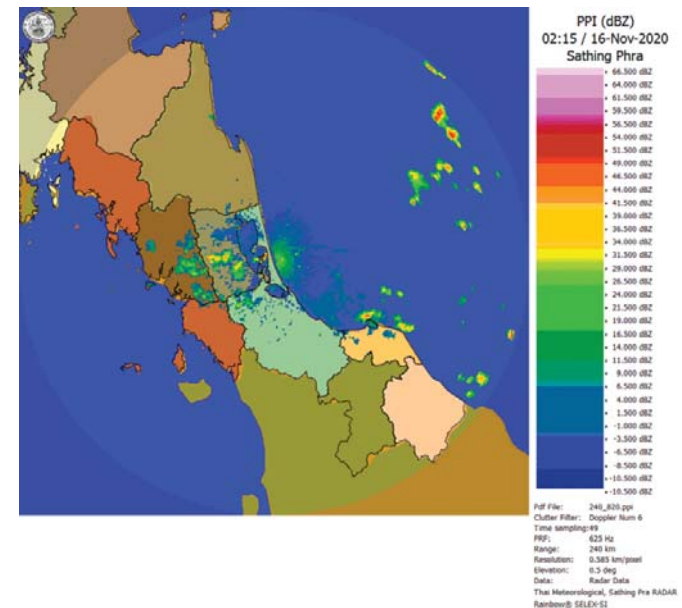 PPI (dBZ)
02:15 / 16-Nov-2020
Sathing Phra
66.500 dBZ
64.000 dBZ
61.500 dBZ
59.500 dBZ
56.500 dBZ
54.000 dBZ
51.500 dBZ
49.000 dBZ
46.500 dBZ
44.000 dBZ
41.500 dBZ
39.000 dBZ
36.500 dBZ
34.000 dBZ
31.500 dBZ
29.000 dBZ
26.500 dBZ
24.000 dBZ
21.500 dBZ
19.000 dBZ
16.500 dBZ
14.000 dBZ
11.500 dBZ
9.000 dBZ
6.500 dBZ
4.000 dBZ
1.500 dBZ
-1.000 dBZ
-3.500 dBZ
-6.500 dBZ
-8.500 dBZ
-10.500 dBZ
-10.500 dBZ
Pdf File: 240_820.ppi
Clutter Filter: Doppler Num 6
Time sampling:49
PRF: 625 Hz
Range: 240 km
Resolution: 0.585 km/pixel
Elevation: 0.5 deg
Data: Radar Data
Thai Meteorological, Sathing Pra RADAR
Rainbow® SELEX-SI